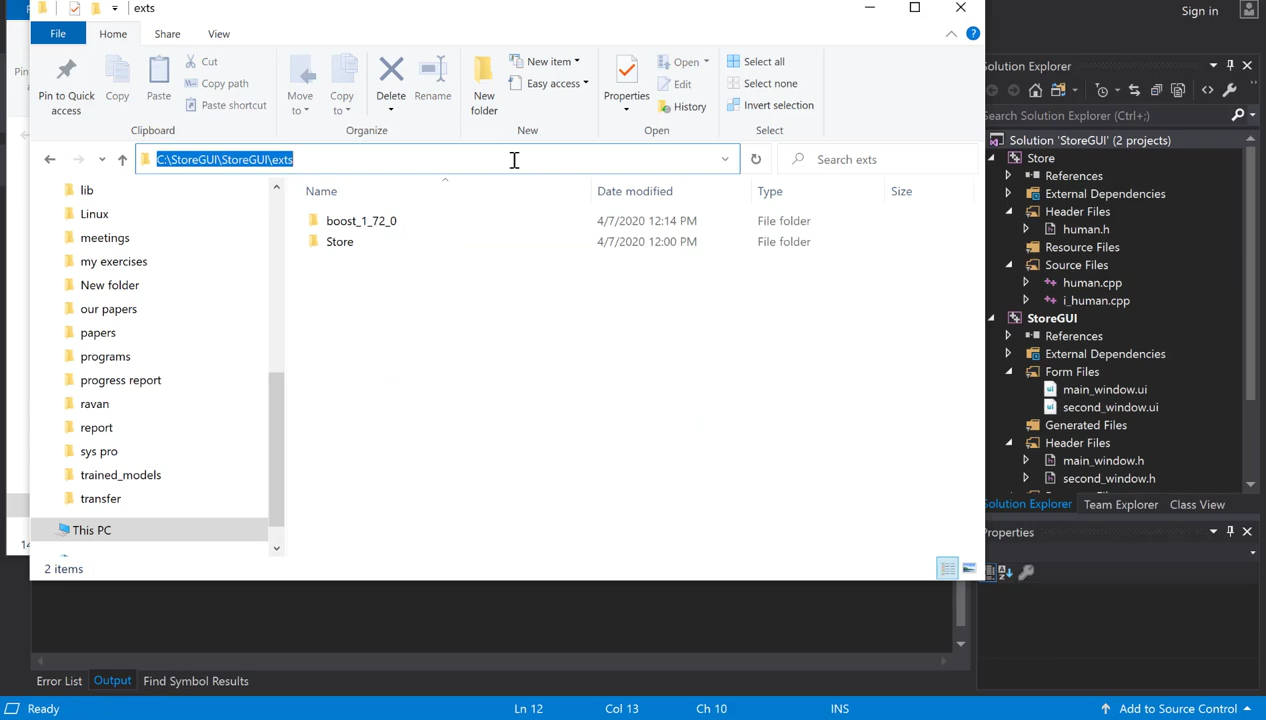 exts
Sign in
File
Home
Share
View
Pin to Quick access
Copy
Paste
Cut
Copy path
Paste shortcut
Clipboard
Move to
Copy to
Delete
Rename
Organize
New folder
New item
Easy access
New
Properties
Open
Edit
History
Open
Select all
Select none
Invert selection
Select
C:\StoreGUI\StoreGUI\exts
Search exts
lib
Linux
meetings
my exercises
New folder
our papers
papers
programs
progress report
ravan
report
sys pro
trained_models
transfer
This PC
Name
Date modified
Type
Size
boost_1_72_0
4/7/2020 12:14 PM
File folder
Store
4/7/2020 12:00 PM
File folder
2 items
Solution Explorer
Search Solution Explorer (Ctrl+;)
Solution 'StoreGUI' (2 projects)
Store
References
External Dependencies
Header Files
human.h
Resource Files
Source Files
human.cpp
i_human.cpp
StoreGUI
References
External Dependencies
Form Files
main_window.ui
second_window.ui
Generated Files
Header Files
main_window.h
second_window.h
Solution Explorer
Team Explorer
Class View
Properties
Error List
Output
Find Symbol Results
Ready
Ln 12
Col 13
Ch 10
INS
Add to Source Control